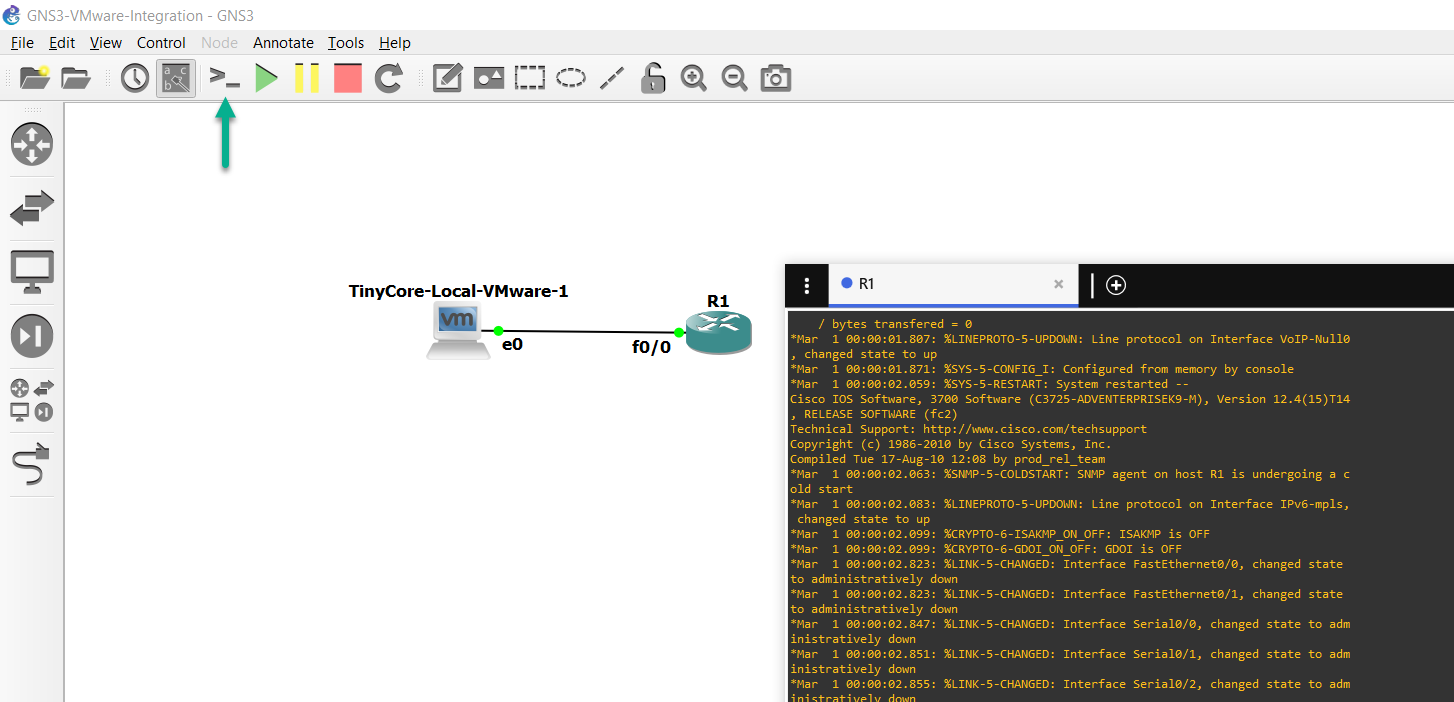 GNS3-VMware-Integration - GNS3
File Edit View Control Node Annotate Tools Help
a c
b
TinyCore-Local-VMware-1
R1
vm
e0
f0/0
R1
/ bytes transfered = 0
*Mar  1 00:00:01.807: %LINEPROTO-5-UPDOWN: Line protocol on Interface VoIP-Null0
, changed state to up
*Mar  1 00:00:01.871: %SYS-5-CONFIG_I: Configured from memory by console
*Mar  1 00:00:02.059: %SYS-5-RESTART: System restarted --
Cisco IOS Software, 3700 Software (C3725-ADVENTERPRISEK9-M), Version 12.4(15)T14
, RELEASE SOFTWARE (fc2)
Technical Support: http://www.cisco.com/techsupport
Copyright (c) 1986-2010 by Cisco Systems, Inc.
Compiled Tue 17-Aug-10 12:08 by prod_rel_team
*Mar  1 00:00:02.063: %SNMP-5-COLDSTART: SNMP agent on host R1 is undergoing a c
old start
*Mar  1 00:00:02.083: %LINEPROTO-5-UPDOWN: Line protocol on Interface IPv6-mpls,
changed state to up
*Mar  1 00:00:02.099: %CRYPTO-6-ISAKMP_ON_OFF: ISAKMP is OFF
*Mar  1 00:00:02.099: %CRYPTO-6-GDOI_ON_OFF: GDOI is OFF
*Mar  1 00:00:02.823: %LINK-5-CHANGED: Interface FastEthernet0/0, changed state
to administratively down
*Mar  1 00:00:02.823: %LINK-5-CHANGED: Interface FastEthernet0/1, changed state
to administratively down
*Mar  1 00:00:02.847: %LINK-5-CHANGED: Interface Serial0/0, changed state to adm
inistratively down
*Mar  1 00:00:02.851: %LINK-5-CHANGED: Interface Serial0/1, changed state to adm
inistratively down
*Mar  1 00:00:02.855: %LINK-5-CHANGED: Interface Serial0/2, changed state to adm
inistratively down